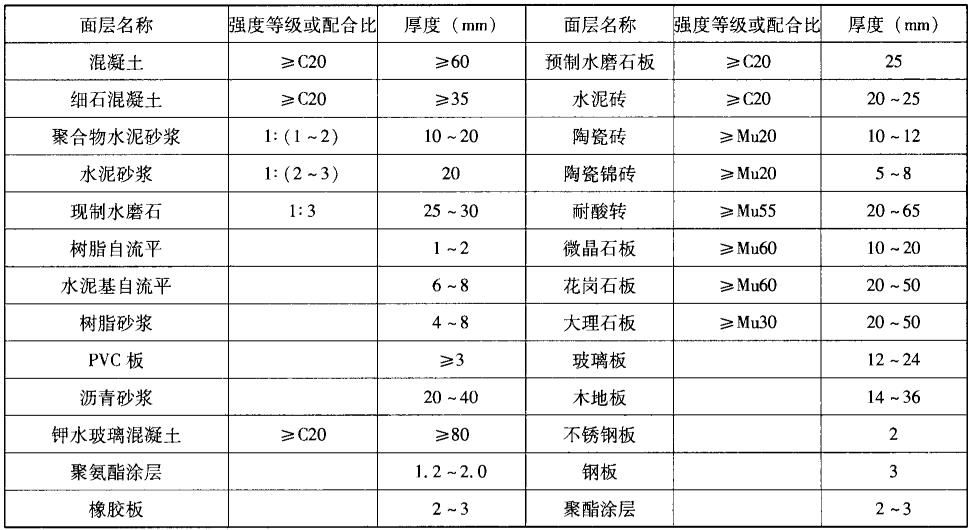 面层名称 强度等级或配合比 厚度（mm） 面层名称 强度等级或配合比 厚度（mm）
混凝土 ≥C20 ≥60 预制水磨石板 ≥C20 25
细石混凝土 ≥C20 ≥35 水泥砖 ≥C20 20~25
聚合物水泥砂浆 1:(1~2) 10~20 陶瓷砖 ≥Mu20 10~12
水泥砂浆 1:(2~3) 20 陶瓷锦砖 ≥Mu20 5~8
现制水磨石 1:3 25~30 耐酸转 ≥Mu55 20~65
树脂自流平 1~2 微晶石板 ≥Mu60 10~20
水泥基自流平 6~8 花岗石板 ≥Mu60 20~50
树脂砂浆 4~8 大理石板 ≥Mu30 20~50
PVC 板 ≥3 玻璃板 12~24
沥青砂浆 20~40 木地板 14~36
钾水玻璃混凝土 ≥C20 ≥80 不锈钢板 2
聚氨酯涂层 1.2~2.0 钢板 3
橡胶板 2~3 聚酯涂层 2~3